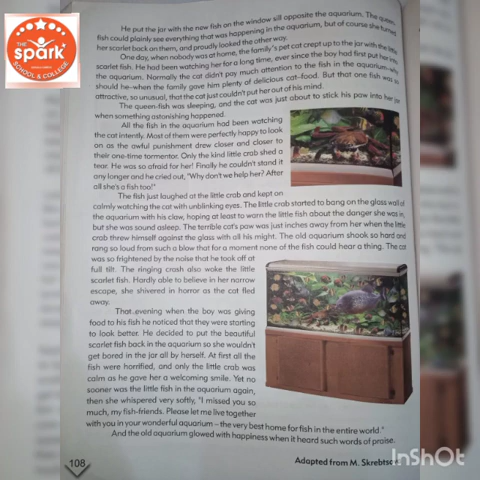 THE
spark
SCHOOL & COLLEGE
He put the jar with the new fish on the window sill opposite the aquarium. The queen-
fish could plainly see everything that was happening in the aquarium, but of course she turned
her scarlet back on them, and proudly looked the other way.
One day, when nobody was at home, the family's pet cat crept up to the jar with the little
scarlet fish. He had been watching her for a long time, ever since the boy had first put her into
the aquarium. Normally the cat didn't pay much attention to the fish in the aquarium, why
should he-when the family gave him plenty of delicious cat-food. But that one fish was so
attractive, so unusual, that the cat just couldn't put her out of his mind.
The queen-fish was sleeping, and the cat was just about to stick his paw into her jar
when something astonishing happened.
All the fish in the aquarium had been watching
the cat intently. Most of them were perfectly happy to look
on as the awful punishment drew closer and closer to
their one-time tormentor. Only the kind little crab shed a
tear. He was so afraid for her! Finally he couldn't stand it
any longer and he cried out, "Why don't we help her? After
all she's a fish too!"
The fish just laughed at the little crab and kept on
calmly watching the cat with unblinking eyes. The little crab started to bang on the glass wall of
the aquarium with his claw, hoping at least to warn the little fish about the danger she was in,
but she was sound asleep. The terrible cat's paw was just inches away from her when the little
crab threw himself against the glass with all his might. The old aquarium shook so hard and
rang so loud from such a blow that for a moment none of the fish could hear a thing. The cat
was so frightened by the noise that he took off at
full tilt. The ringing crash also woke the little
scarlet fish. Hardly able to believe in her narrow
escape, she shivered in horror as the cat fled
away.
That evening when the boy was giving
food to his fish he noticed that they were starting
to look better. He decided to put the beautiful
scarlet fish back in the aquarium so she wouldn't
get bored in the jar all by herself. At first all the
fish were horrified, and only the little crab was
calm as he gave her a welcoming smile. Yet no
sooner was the little fish in the aquarium again,
then she whispered very softly, "I missed you so
much, my fish-friends. Please let me live together
with you in your wonderful aquarium – the very best home for fish in the entire world."
And the old aquarium glowed with happiness when it heard such words of praise.
108
Adapted from M. Skrebtsova
InShOt